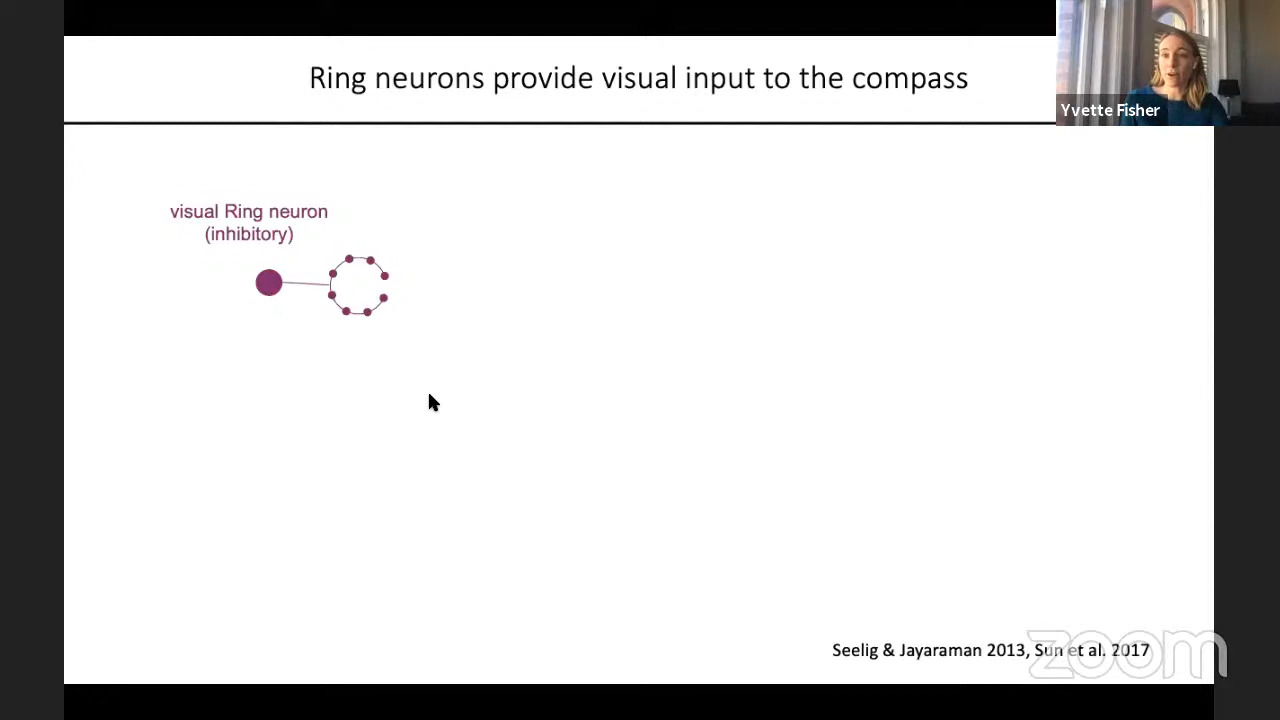 Ring neurons provide visual input to the compass
Yvette Fisher
visual Ring neuron
(inhibitory)
Seelig & Jayaraman 2013, Sun et al. 2017
zoom